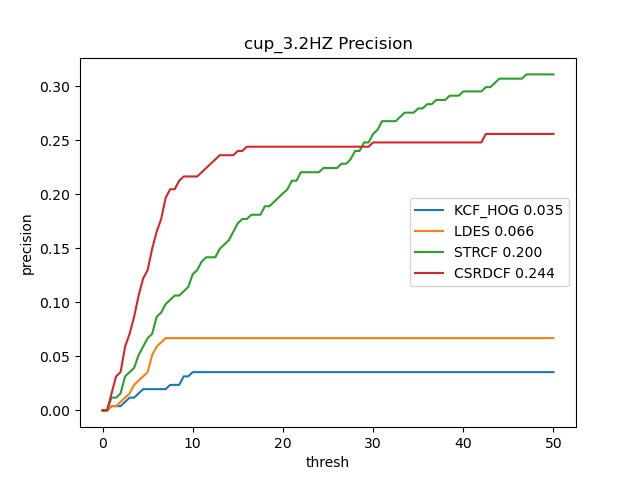 cup_3.2HZ Precision
precision
0.30
0.25
0.20
0.15
0.10
0.05
0.00
KCF_HOG 0.035
LDES 0.066
STRCF 0.200
CSRDCF 0.244
0 10 20 30 40 50
thresh